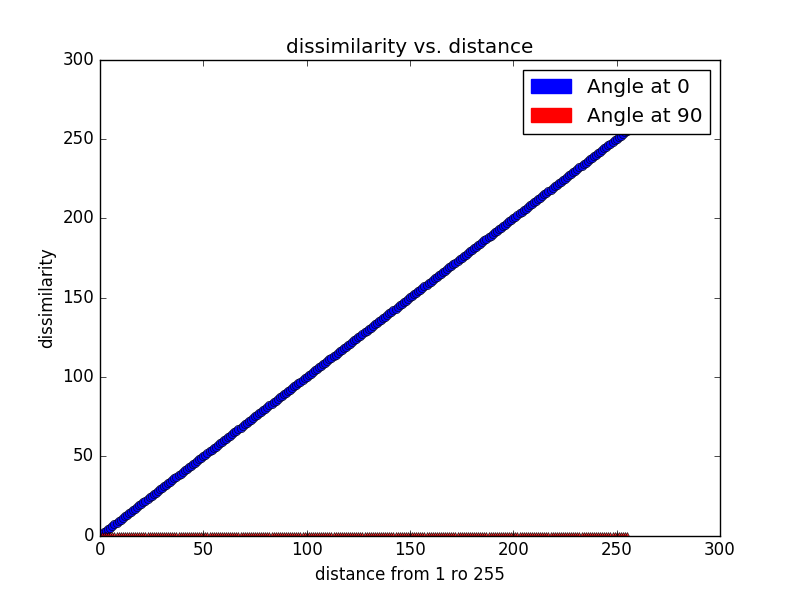 dissimilarity vs. distance
Angle at 0
Angle at 90
300
250
200
150
100
50
0
dissimilarity
0 50 100 150 200 250 300
distance from 1 ro 255